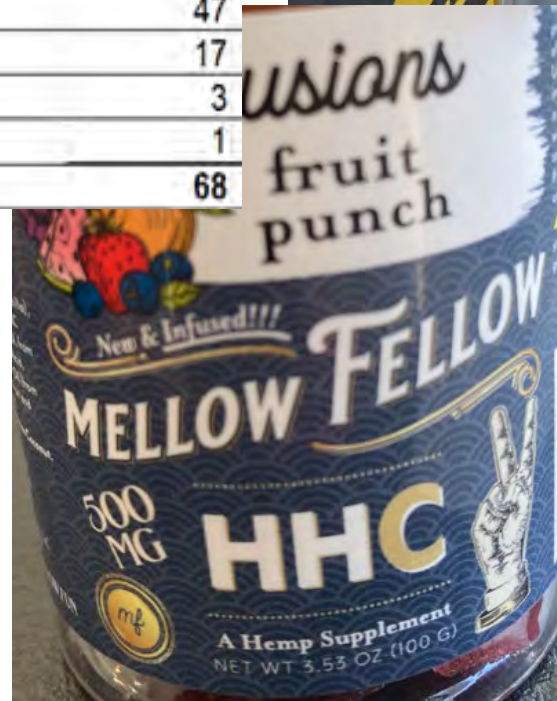 47
17
3
1
68
usions
fruit
punch
New & Infused!!!
MELLOW FELLOW
500
MG
HHC
mf
A Hemp Supplement
NET WT 3.53 OZ (100 G)